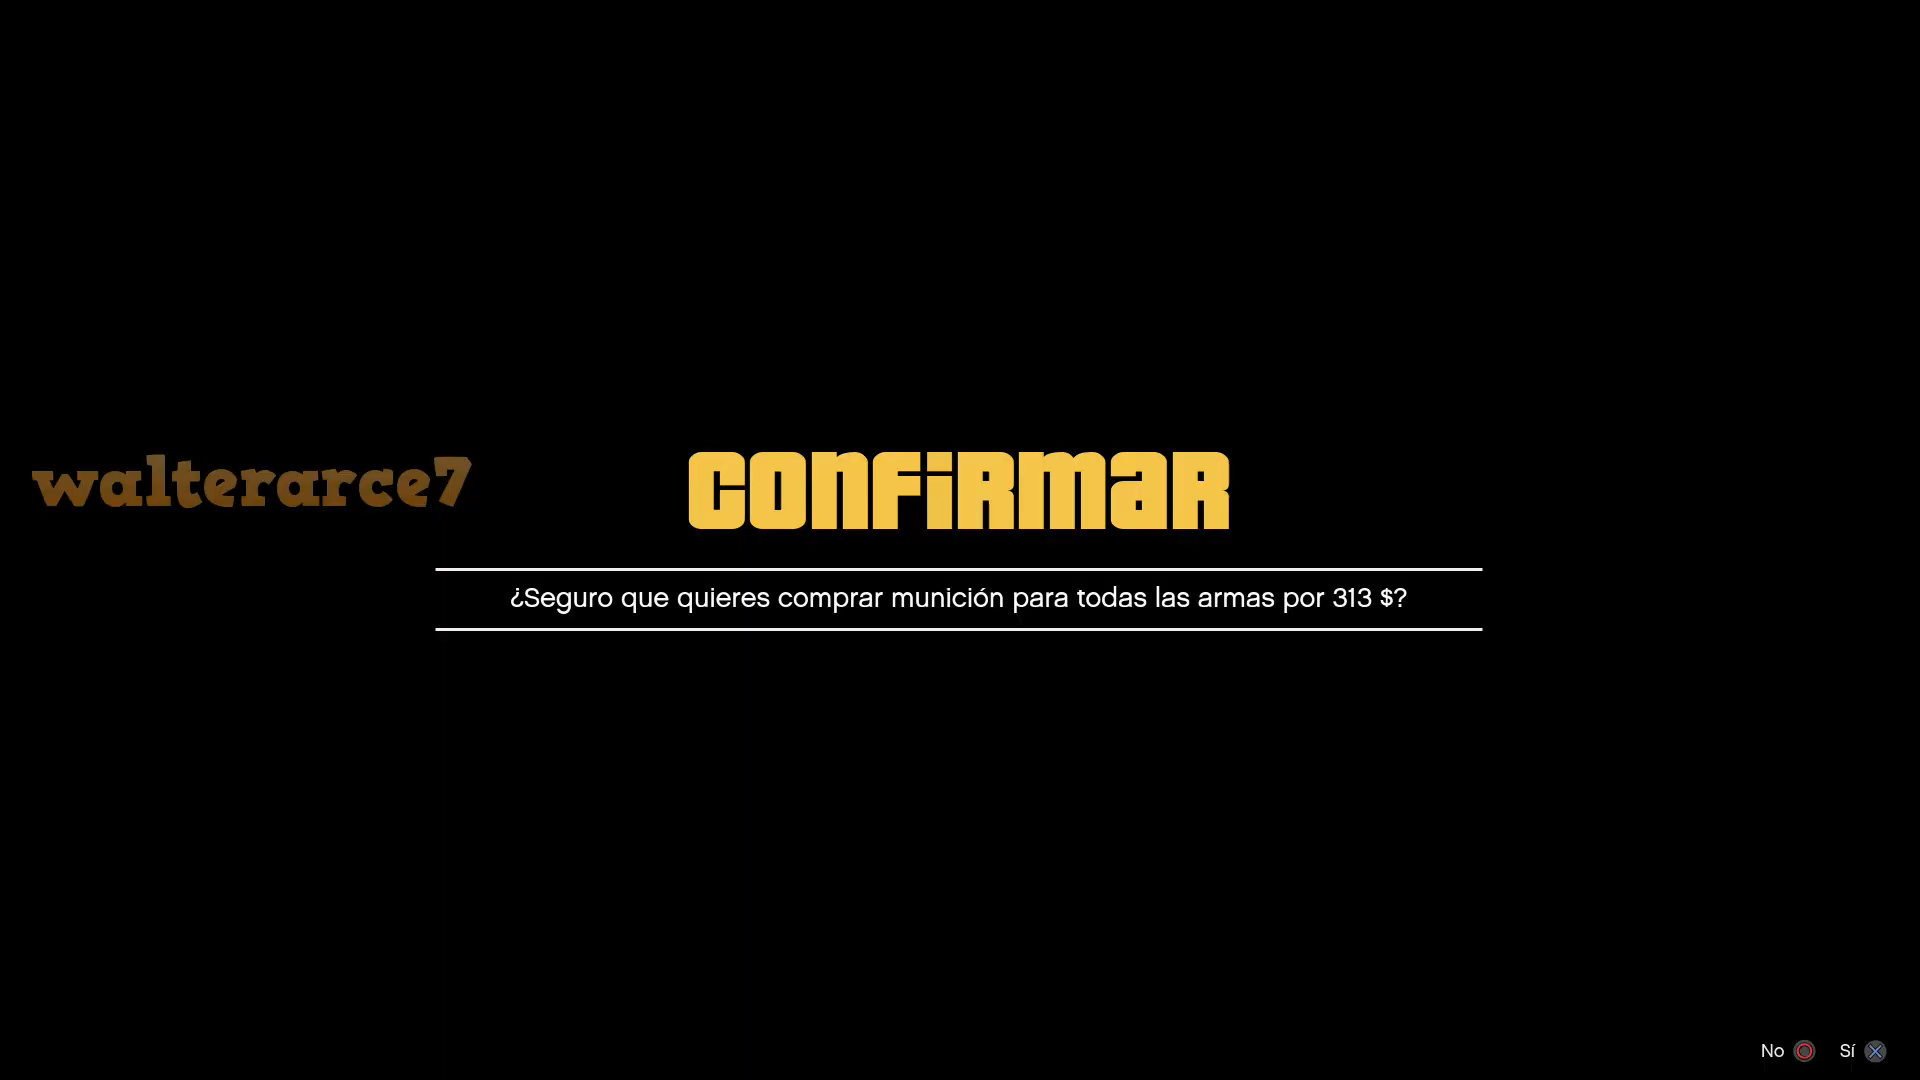 walterarce7
CONFIRMAR
¿Seguro que quieres comprar munición para todas las armas por 313 $?
No Sí